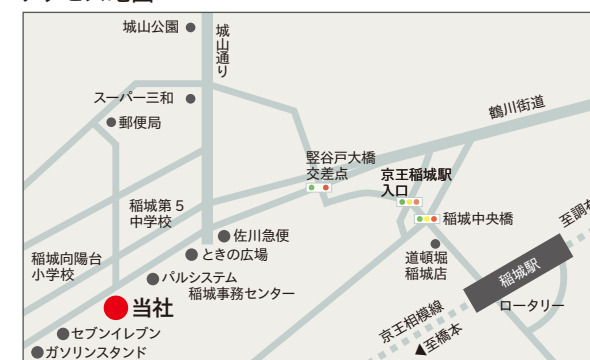 城山公園
城山通り
スーパー三和
郵便局
鶴川街道
竪谷戸大橋
交差点
京王稲城駅
入口
稲城第5
中学校
稲城中央橋
佐川急便
ときの広場
稲城向陽台
小学校
パルシステム
稲城事務センター
道頓堀
稲城店
至調布
稲城駅
当社
ロータリー
京王相模線
▲至橋本
セブンイレブン
ガソリンスタンド